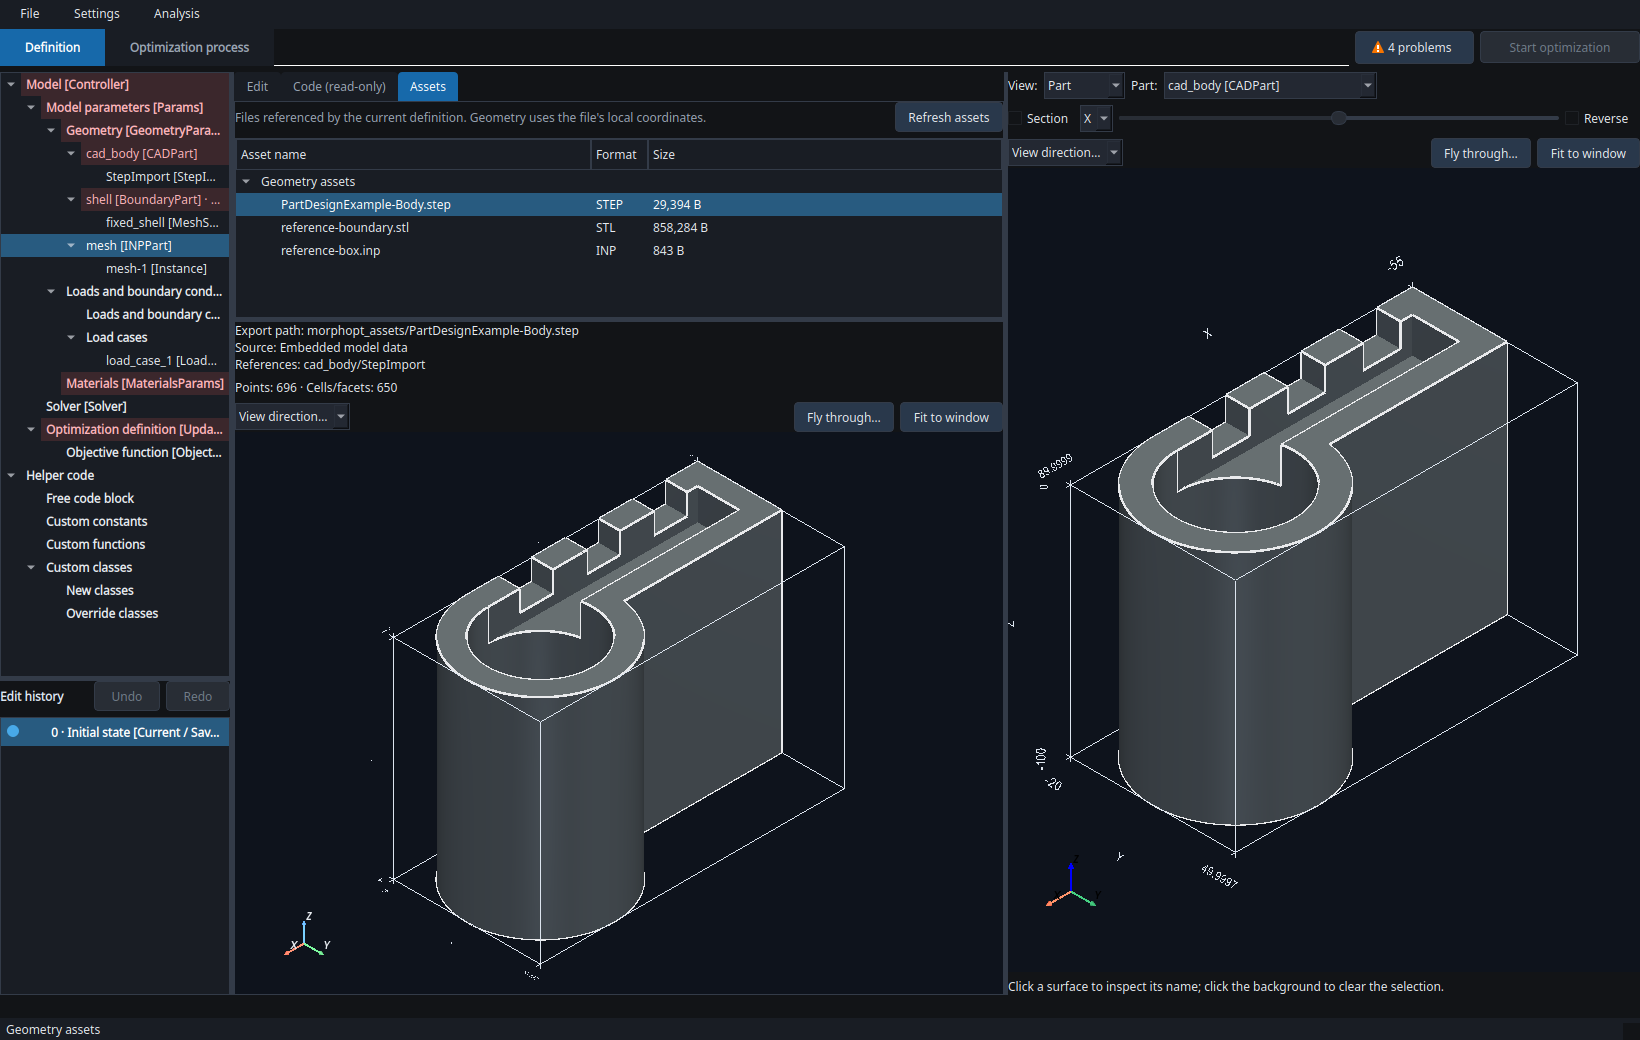 File Settings Analysis
Definition Optimization process 4 problems Start optimization
Model [Controller]
Model parameters [Params]
Geometry [GeometryPara...
cad_body [CADPart]
StepImport [StepI...
shell [BoundaryPart] · ...
fixed_shell [MeshS...
mesh [INPPart]
mesh-1 [Instance]
Loads and boundary cond...
Loads and boundary c...
Load cases
load_case_1 [Load...
Materials [MaterialsParams]
Solver [Solver]
Optimization definition [Upda...
Objective function [Object...
Helper code
Free code block
Custom constants
Custom functions
Custom classes
New classes
Override classes
Edit history Undo Redo
0 · Initial state [Current / Sav...
Edit Code (read-only) Assets
Files referenced by the current definition. Geometry uses the file's local coordinates. Refresh assets
Asset name Format Size
Geometry assets
PartDesignExample-Body.step STEP 29,394 B
reference-boundary.stl STL 858,284 B
reference-box.inp INP 843 B
Export path: morphopt_assets/PartDesignExample-Body.step
Source: Embedded model data
References: cad_body/StepImport
Points: 696 · Cells/facets: 650
View direction... Fly through... Fit to window
Z
X Y
View: Part Part: cad_body [CADPart]
Section X Reverse
View direction... Fly through... Fit to window
-55
X
89.9999
0
Z
-100
-20
Y
49.9997
Z
Y
Click a surface to inspect its name; click the background to clear the selection.
Geometry assets